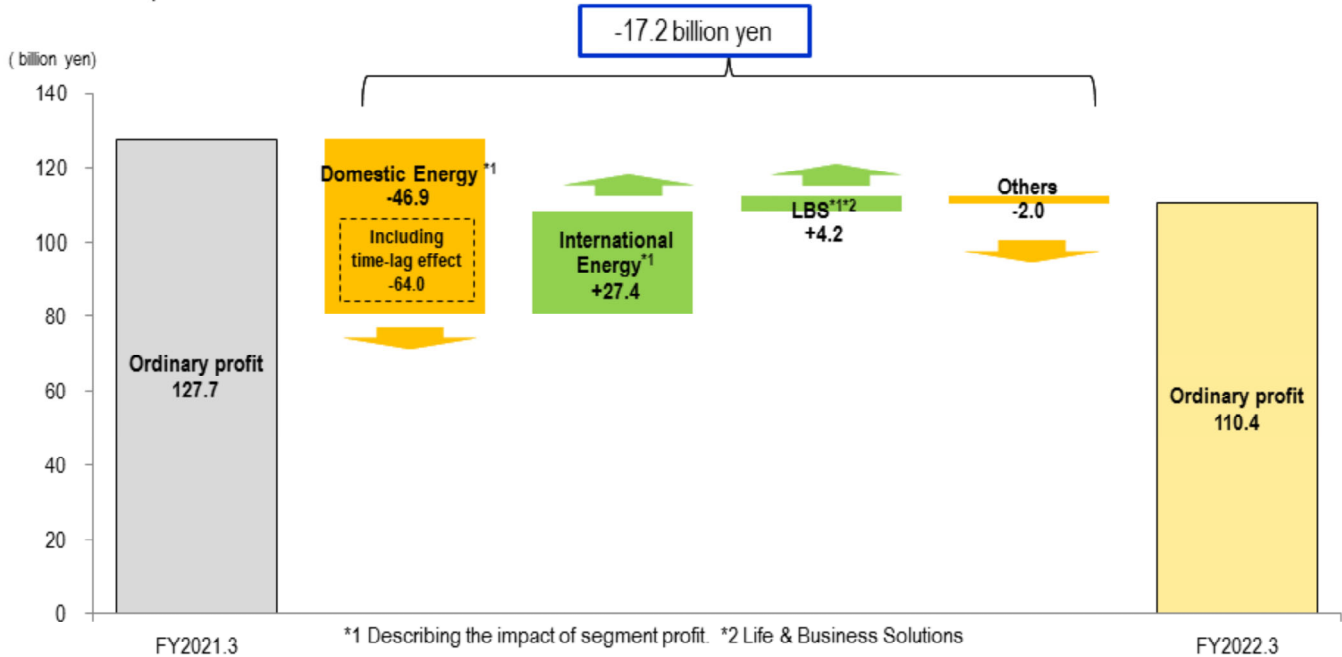 -17.2 billion yen
( billion yen)
140
120
100
80
60
40
20
0
Ordinary profit
127.7
Domestic Energy *1
-46.9
Including
time-lag effect
-64.0
International
Energy*1
+27.4
LBS*1*2
+4.2
Others
-2.0
Ordinary profit
110.4
FY2021.3
*1 Describing the impact of segment profit. *2 Life & Business Solutions
FY2022.3